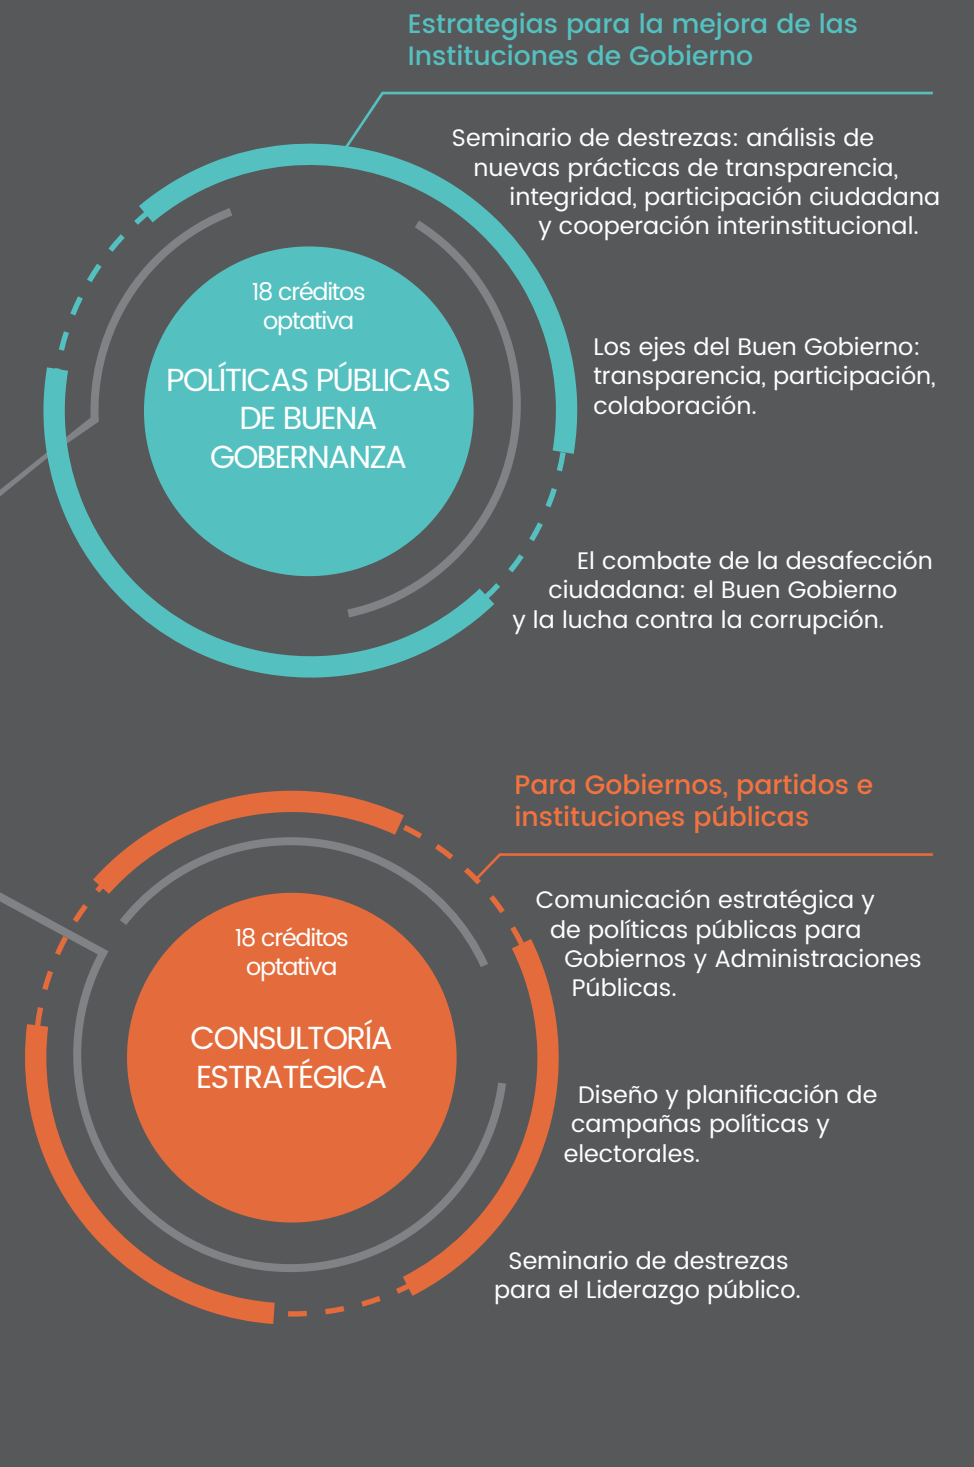 Estrategias para la mejora de las
Instituciones de Gobierno
Seminario de destrezas: análisis de
nuevas prácticas de transparencia,
integridad, participación ciudadana
y cooperación interinstitucional.
18 créditos
optativa
POLÍTICAS PÚBLICAS
DE BUENA
GOBERNANZA
Los ejes del Buen Gobierno:
transparencia, participación,
colaboración.
El combate de la desafección
ciudadana: el Buen Gobierno
y la lucha contra la corrupción.
Para Gobiernos, partidos e
instituciones públicas
Comunicación estratégica y
de políticas públicas para
Gobiernos y Administraciones
Públicas.
18 créditos
optativa
CONSULTORÍA
ESTRATÉGICA
Diseño y planificación de
campañas políticas y
electorales.
Seminario de destrezas
para el Liderazgo público.